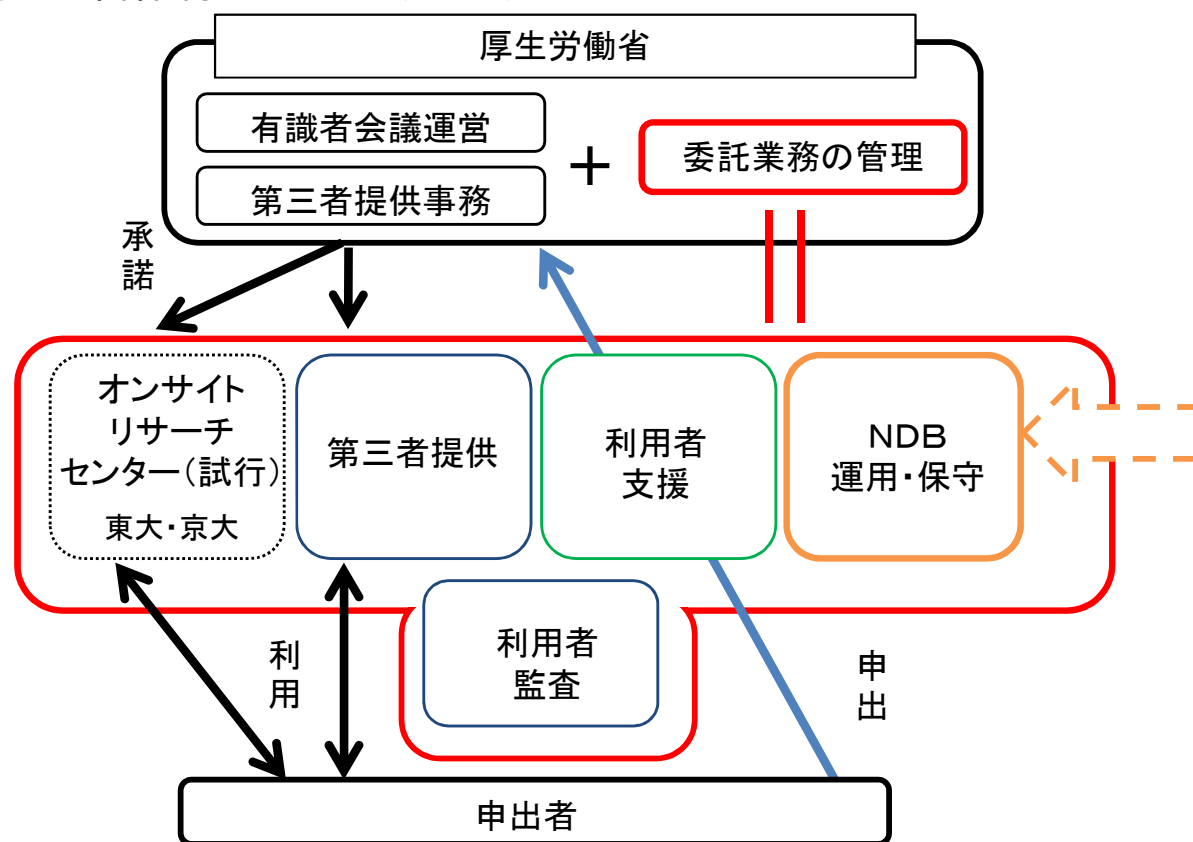 厚生労働省
有識者会議運営
第三者提供事務
＋
委託業務の管理
承諾
オンサイト
リサーチ
センター（試行）
東大・京大
第三者提供
利用者
支援
ＮＤＢ
運用・保守
利用者
監査
利用
申出
申出者